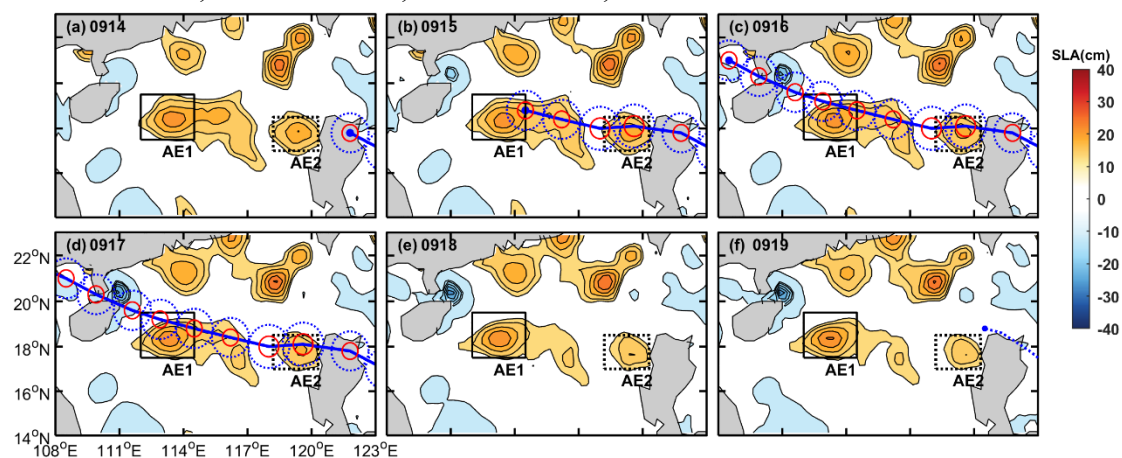 (a) 0914
AE1
AE2
(b) 0915
AE1
AE2
(c) 0916
AE1
AE2
SLA(cm)
40
30
20
10
0
-10
-20
-30
-40
(d) 0917
AE1
AE2
22°N
20°N
18°N
16°N
14°N
108°E 111°E 114°E 117°E 120°E 123°E
(e) 0918
AE1
AE2
(f) 0919
AE1
AE2